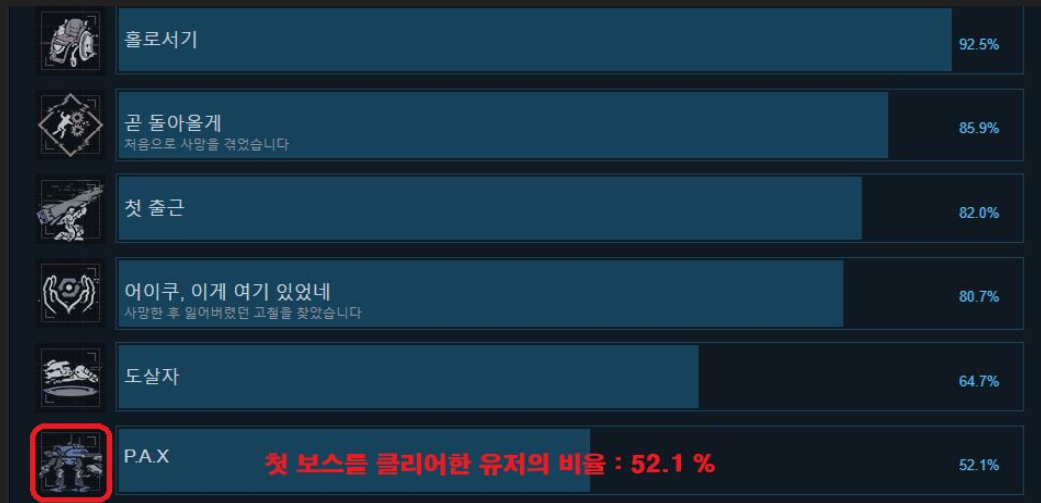 홀로서기
92.5%
곧 돌아올게
처음으로 사망을 겪었습니다
85.9%
첫 출근
82.0%
어이쿠, 이게 여기 있었네
사망한 후 잃어버렸던 고철을 찾았습니다
80.7%
도살자
64.7%
P.A.X
첫 보스를 클리어한 유저의 비율 : 52.1 %
52.1%